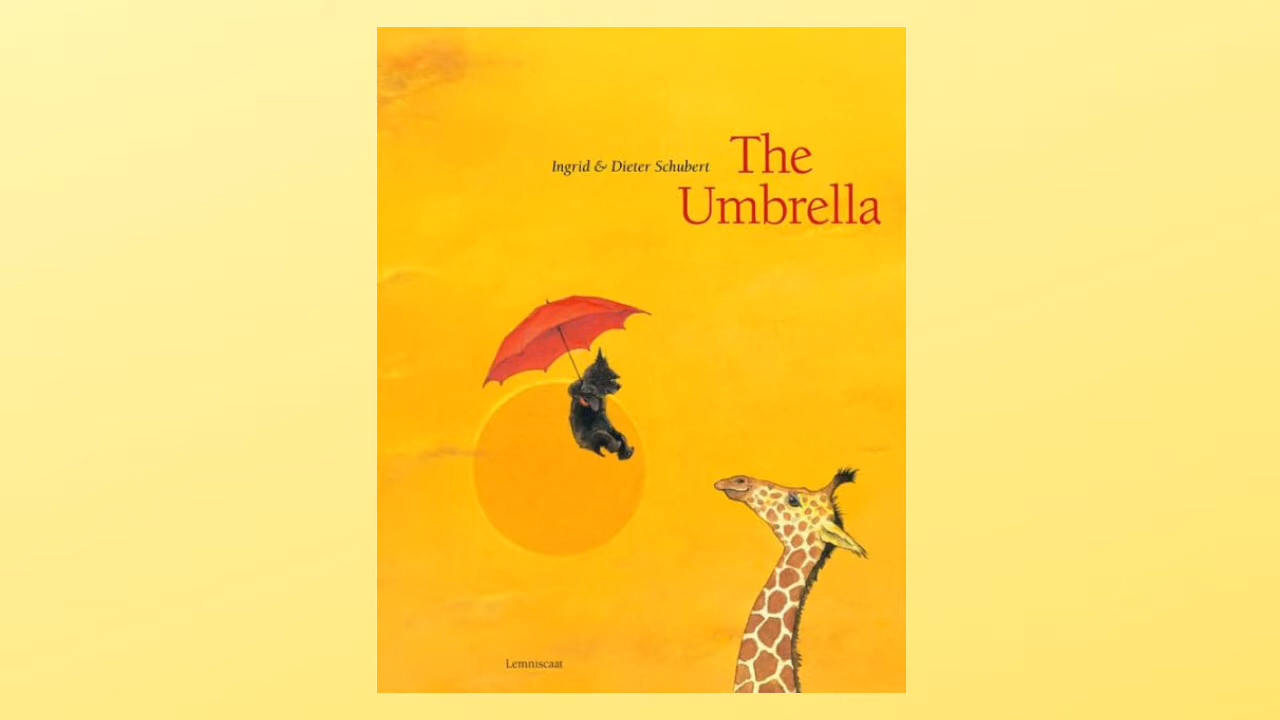 Ingrid & Dieter Schubert
The
Umbrella
Lemniscaat